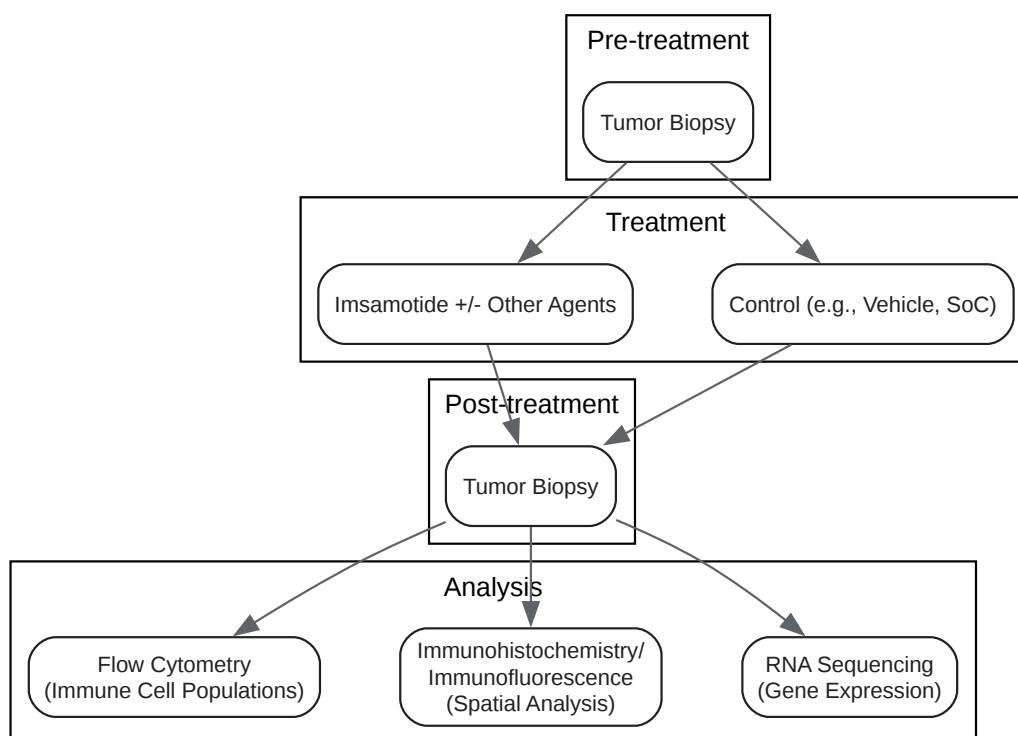 Pre-treatment
Tumor Biopsy
Treatment
Imsamotide +/- Other Agents
Control (e.g., Vehicle, SoC)
Post-treatment
Tumor Biopsy
Analysis
Flow Cytometry
(Immune Cell Populations)
Immunohistochemistry/
Immunofluorescence
(Spatial Analysis)
RNA Sequencing
(Gene Expression)